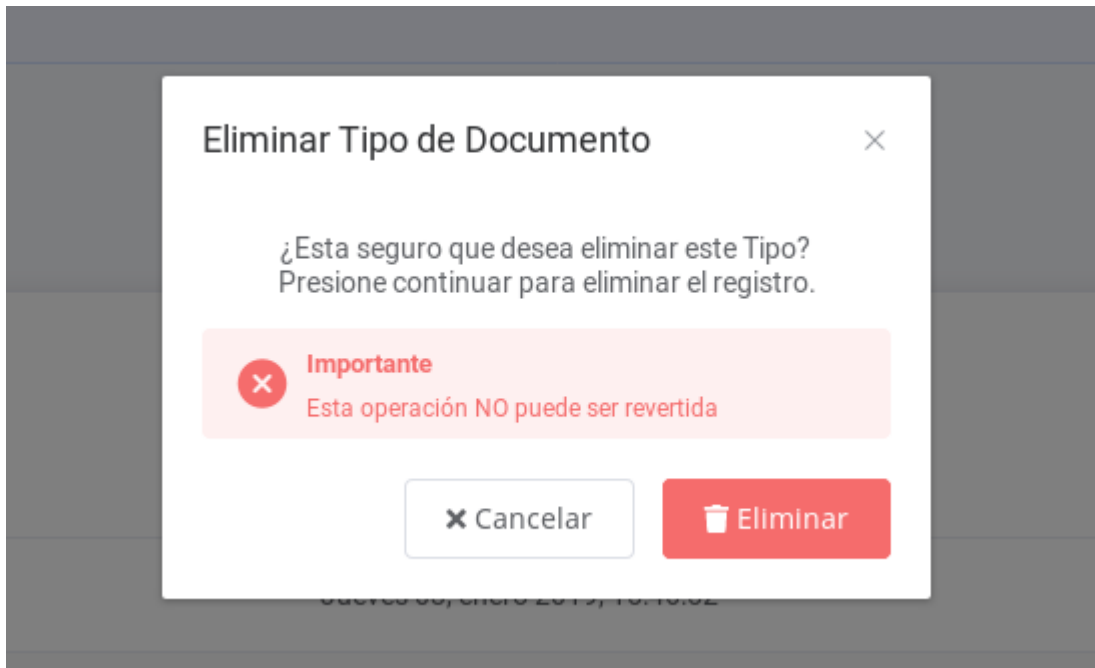 Eliminar Tipo de Documento
¿Esta seguro que desea eliminar este Tipo?
Presione continuar para eliminar el registro.
Importante
Esta operación NO puede ser revertida
Cancelar
Eliminar